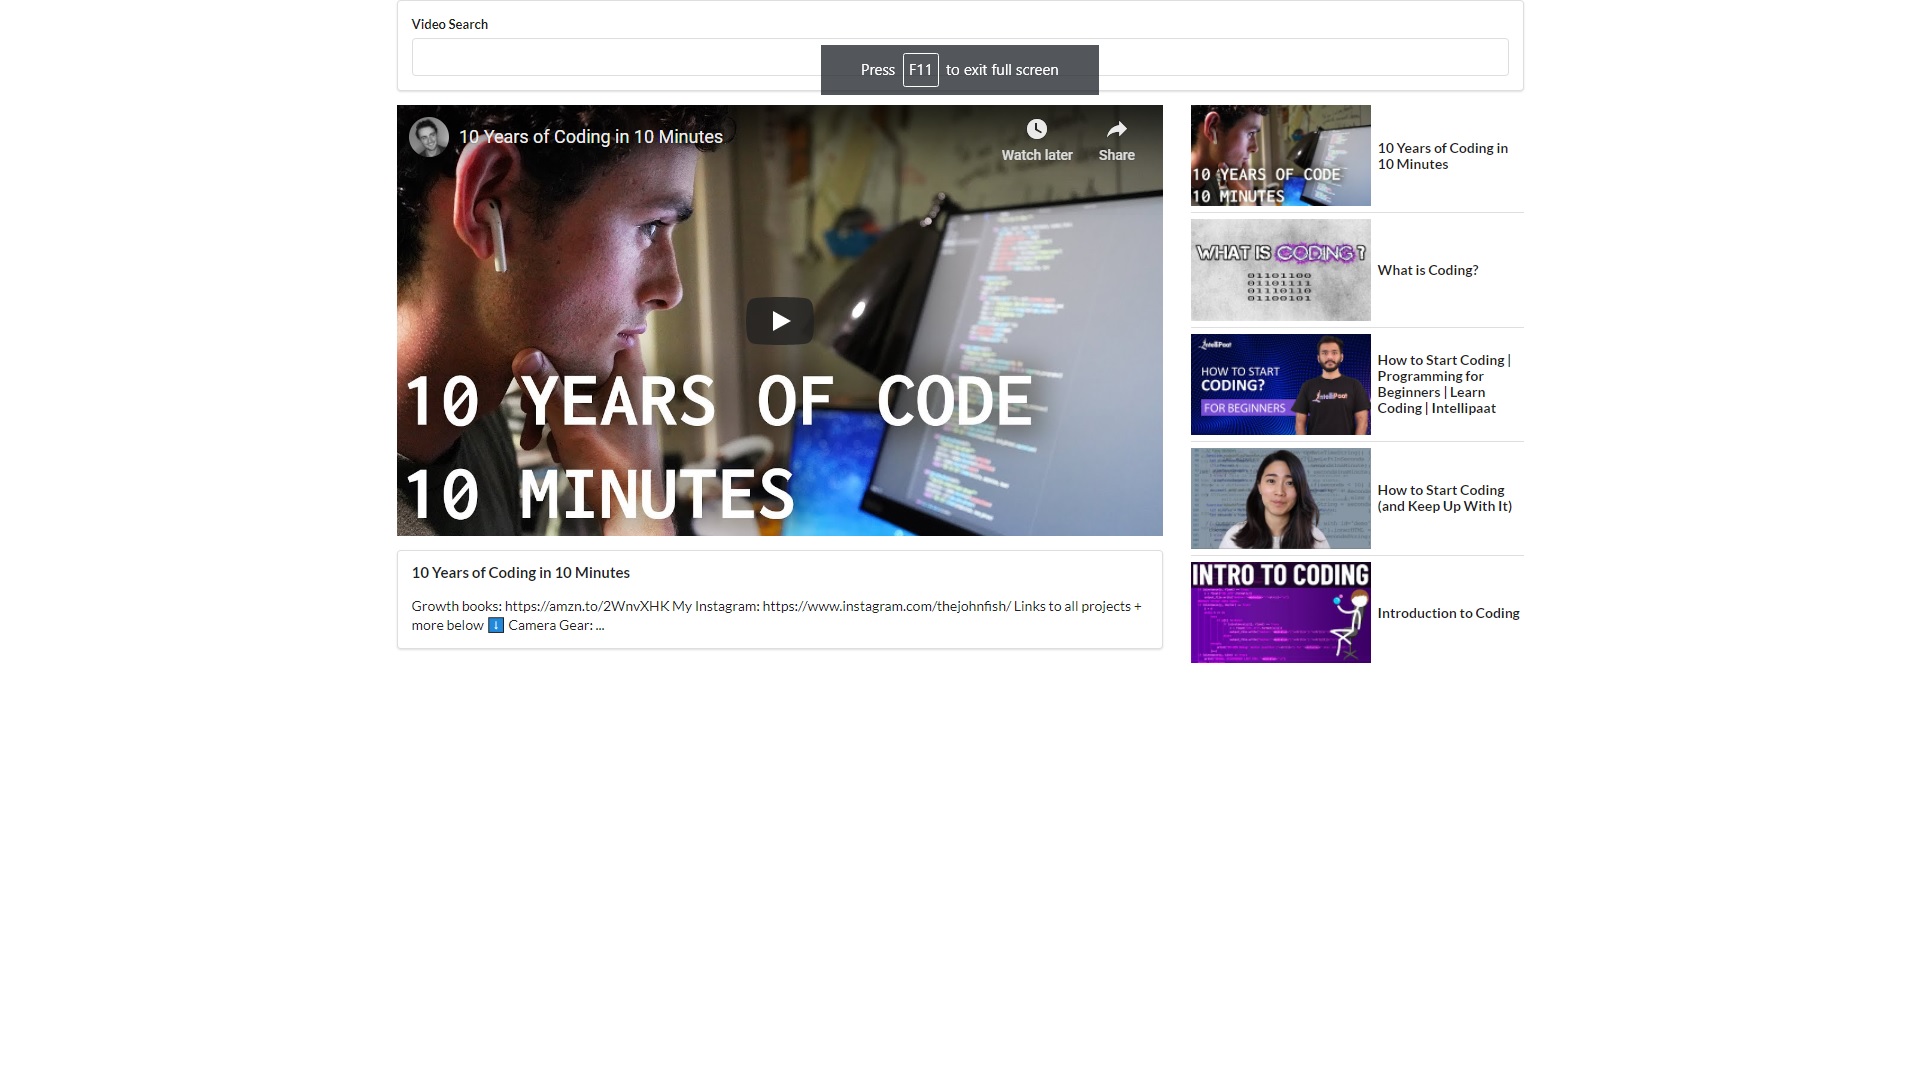 Video Search
Press F11 to exit full screen
10 Years of Coding in 10 Minutes
Watch later
Share
10 YEARS OF CODE
10 MINUTES
10 Years of Coding in 10 Minutes
Growth books: https://amzn.to/2WnvXHK My Instagram: https://www.instagram.com/thejohnfish/ Links to all projects +
more below ⬇️ Camera Gear: ...
10 YEARS OF CODE
10 MINUTES
10 Years of Coding in
10 Minutes
WHAT IS CODING?
01101100
01101111
01110110
01100101
What is Coding?
IntelliPaat
HOW TO START
CODING?
FOR BEGINNERS
IntelliPaat
How to Start Coding |
Programming for
Beginners | Learn
Coding | Intellipaat
How to Start Coding
(and Keep Up With It)
INTRO TO CODING
Introduction to Coding